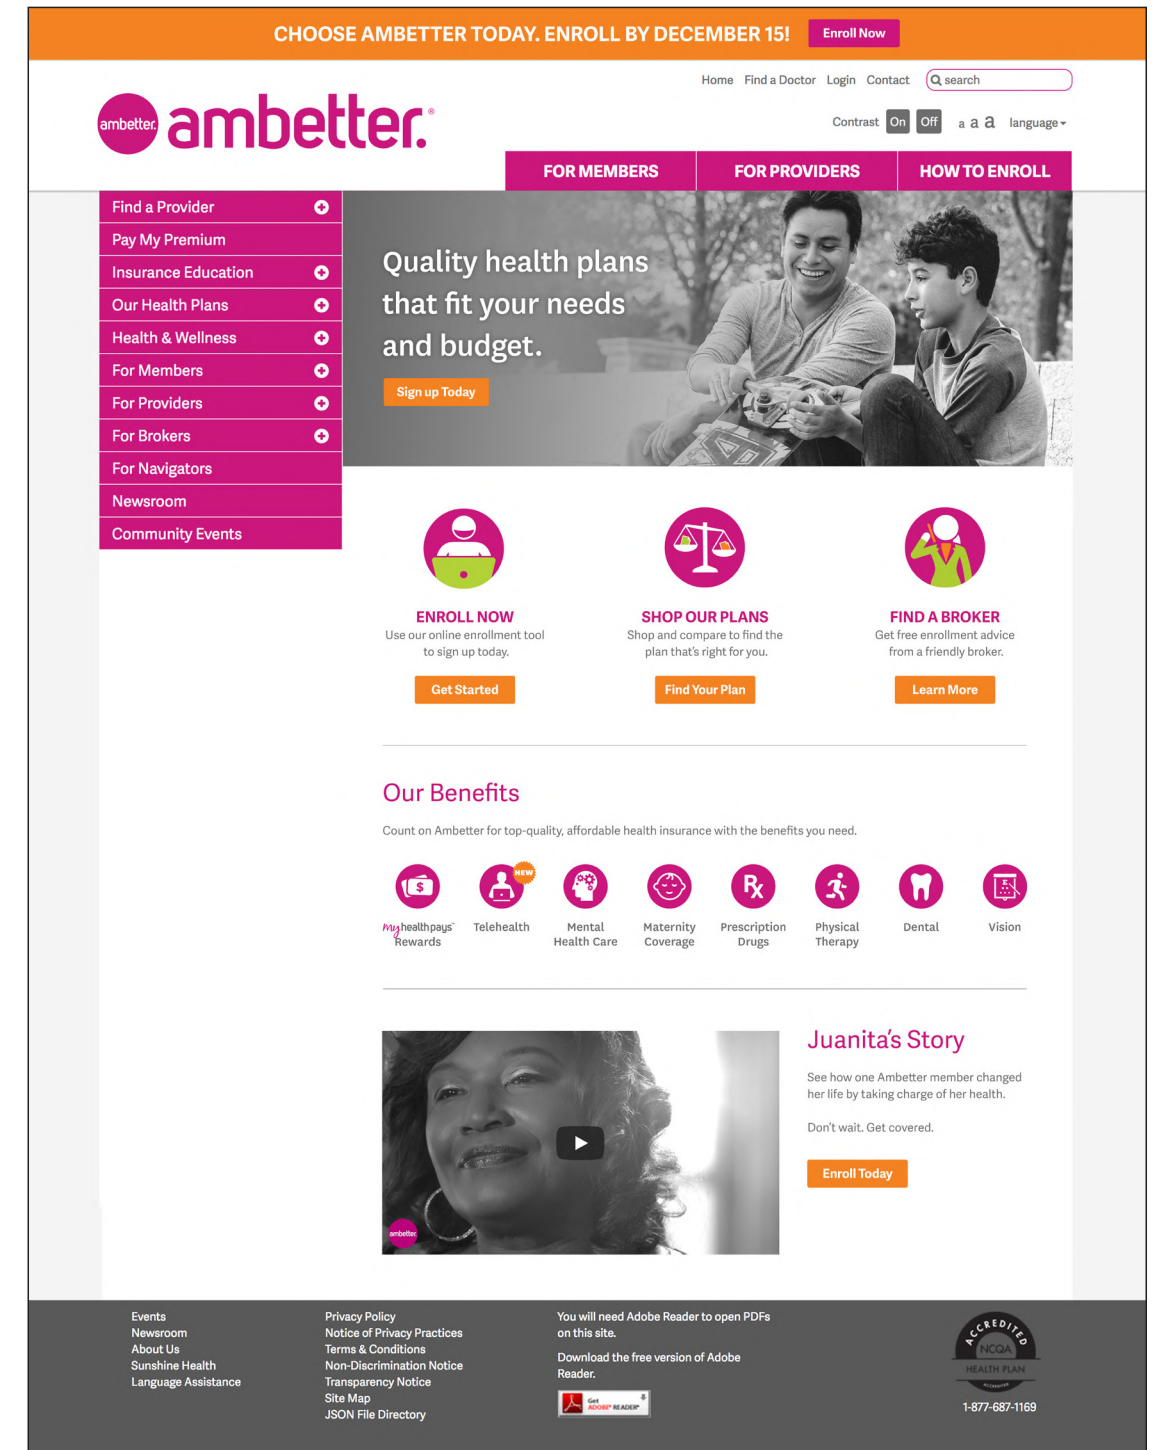 CHOOSE AMBETTER TODAY. ENROLL BY DECEMBER 15!
Enroll Now
Home Find a Doctor Login Contact search
ambetter. ambetter.®
Contrast On Off a a a language
FOR MEMBERS FOR PROVIDERS HOW TO ENROLL
Find a Provider
Pay My Premium
Insurance Education
Our Health Plans
Health & Wellness
For Members
For Providers
For Brokers
For Navigators
Newsroom
Community Events
Quality health plans
that fit your needs
and budget.
Sign up Today
ENROLL NOW
Use our online enrollment tool
to sign up today.
Get Started
SHOP OUR PLANS
Shop and compare to find the
plan that's right for you.
Find Your Plan
FIND A BROKER
Get free enrollment advice
from a friendly broker.
Learn More
Our Benefits
Count on Ambetter for top-quality, affordable health insurance with the benefits you need.
$
my healthpays™
Rewards
NEW
Telehealth
Mental
Health Care
Maternity
Coverage
Rx
Prescription
Drugs
Physical
Therapy
Dental
E
Vision
ambetter.
Juanita's Story
See how one Ambetter member changed
her life by taking charge of her health.
Don't wait. Get covered.
Enroll Today
Events
Newsroom
About Us
Sunshine Health
Language Assistance
Privacy Policy
Notice of Privacy Practices
Terms & Conditions
Non-Discrimination Notice
Transparency Notice
Site Map
JSON File Directory
You will need Adobe Reader to open PDFs
on this site.
Download the free version of Adobe
Reader.
Get
ADOBE® READER®
ACCREDITED
NCQA
HEALTH PLAN
ACCREDITED
1-877-687-1169